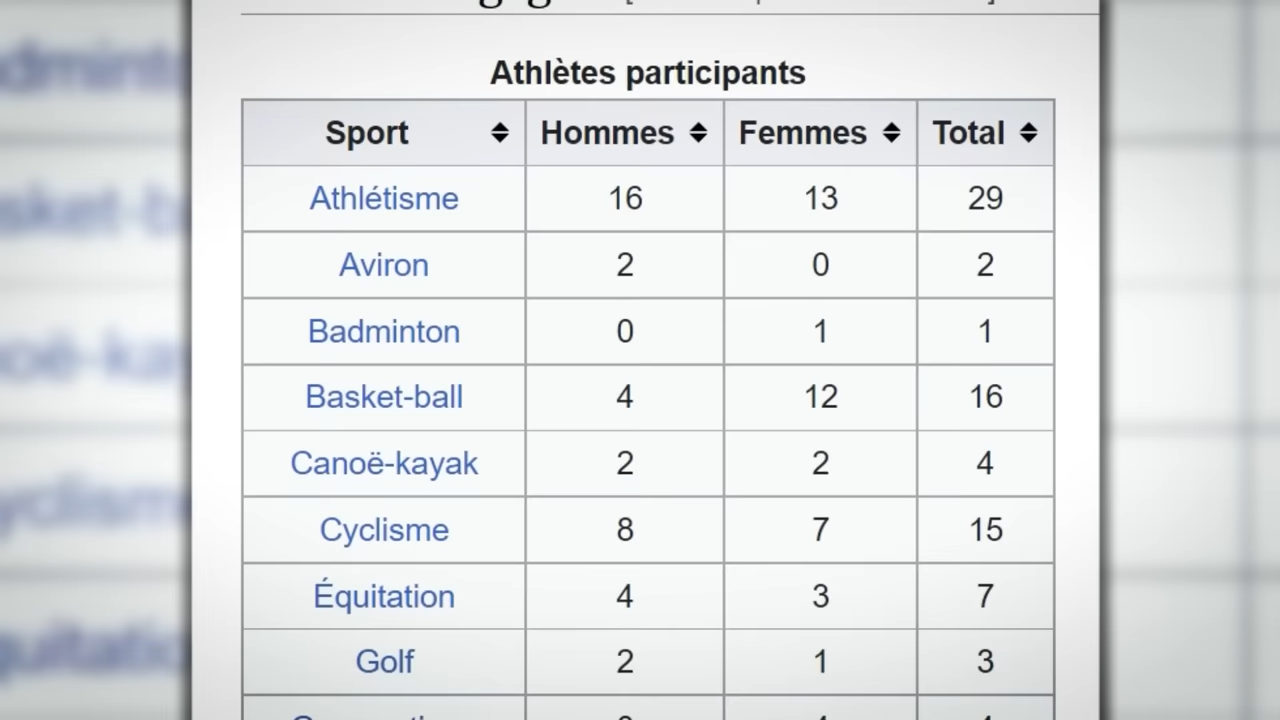 Athlètes participants
Sport Hommes Femmes Total
Athlétisme 16 13 29
Aviron 2 0 2
Badminton 0 1 1
Basket-ball 4 12 16
Canoë-kayak 2 2 4
Cyclisme 8 7 15
Équitation 4 3 7
Golf 2 1 3